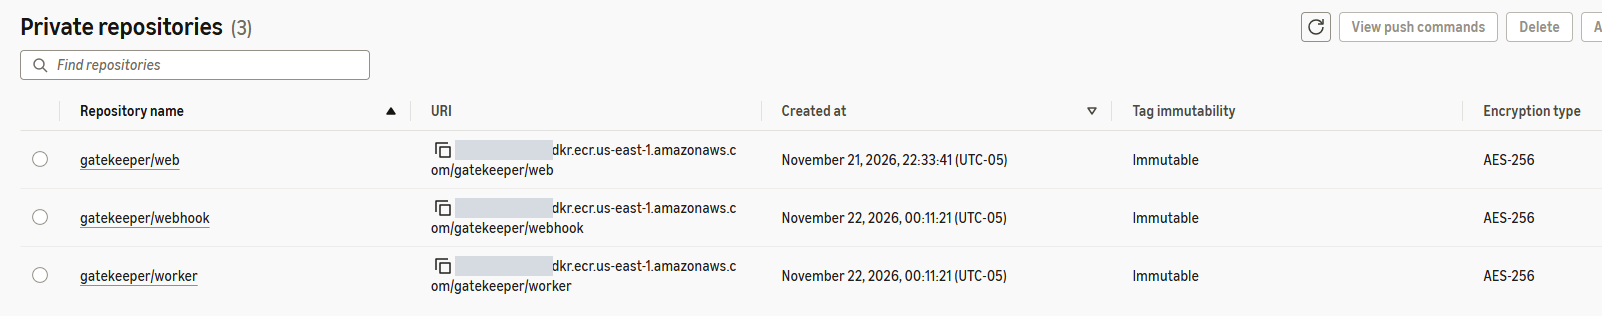 Private repositories (3)
View push commands
Delete
Find repositories
Repository name
URI
Created at
Tag immutability
Encryption type
gatekeeper/web
dkr.ecr.us-east-1.amazonaws.c
om/gatekeeper/web
November 21, 2026, 22:33:41 (UTC-05)
Immutable
AES-256
gatekeeper/webhook
dkr.ecr.us-east-1.amazonaws.c
om/gatekeeper/webhook
November 22, 2026, 00:11:21 (UTC-05)
Immutable
AES-256
gatekeeper/worker
dkr.ecr.us-east-1.amazonaws.c
om/gatekeeper/worker
November 22, 2026, 00:11:21 (UTC-05)
Immutable
AES-256